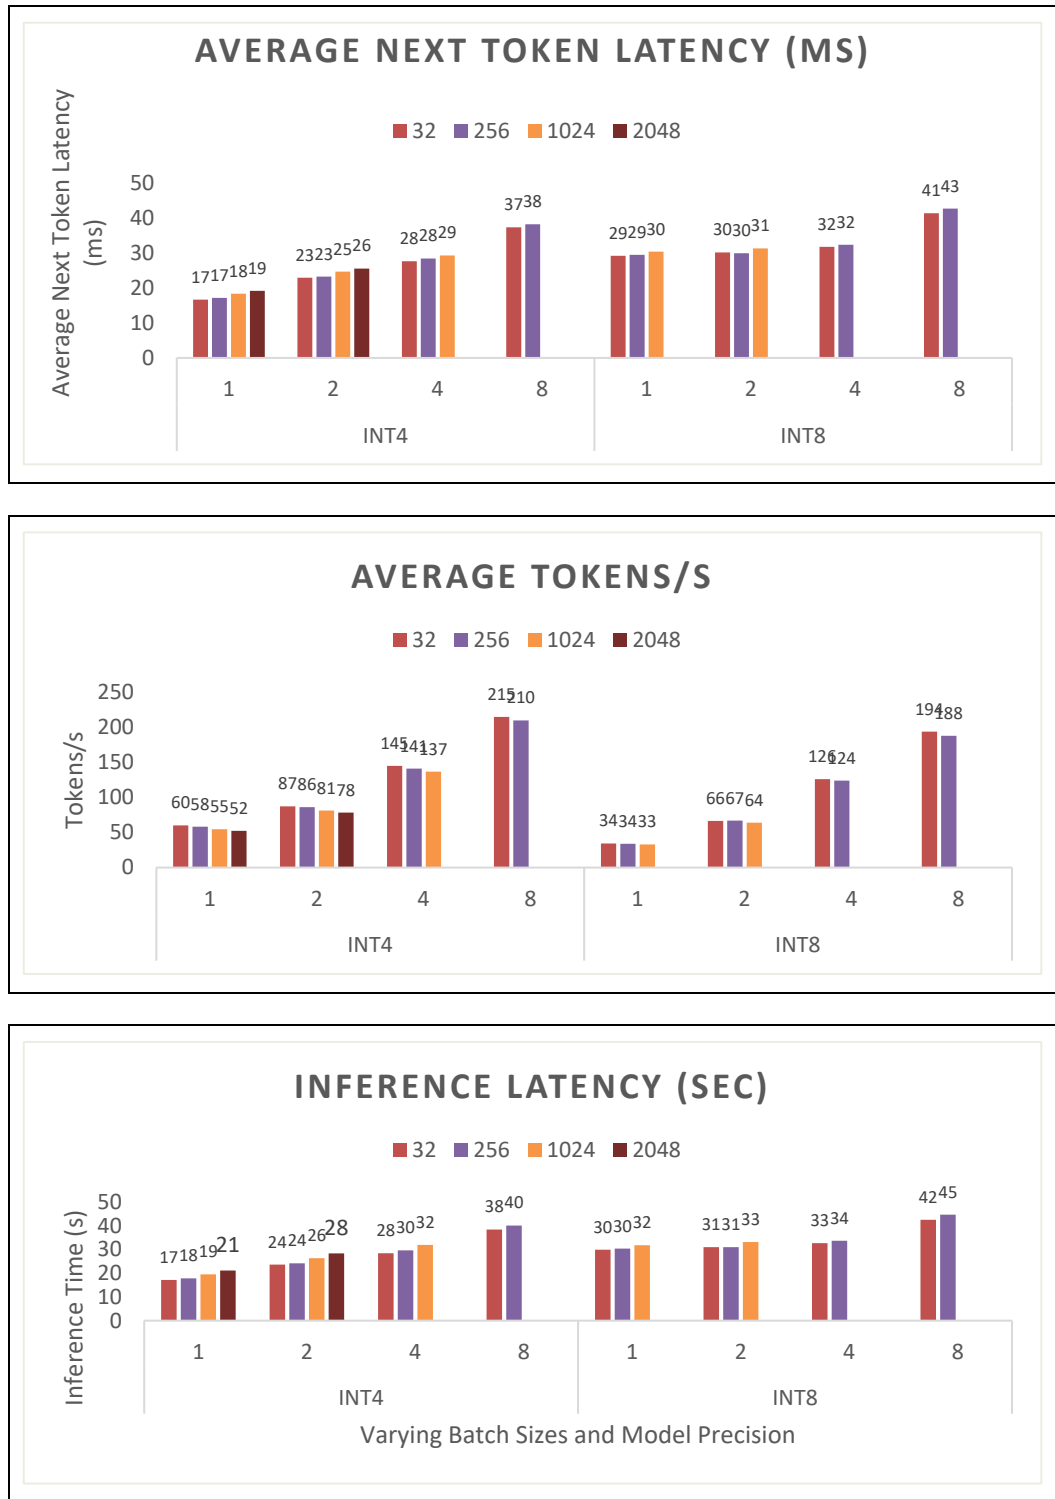 AVERAGE NEXT TOKEN LATENCY (MS)
Average Next Token Latency
(ms)
32 256 1024 2048
50
40
30
20
10
0
17 17 18 19 23 23 25 26 28 28 29 37 38 29 29 30 30 30 31 32 32 41 43
1 2 4 8 1 2 4 8
INT4 INT8
AVERAGE TOKENS/S
32 256 1024 2048
Tokens/s
250
200
150
100
50
0
60 58 55 52 87 86 81 78 145 141 137 215 210 34 34 33 66 67 64 126 124 194 188
1 2 4 8 1 2 4 8
INT4 INT8
INFERENCE LATENCY (SEC)
32 256 1024 2048
Inference Time (s)
50
40
30
20
10
0
17 18 19 21 24 24 26 28 28 30 32 38 40 30 30 32 31 31 33 33 34 42 45
1 2 4 8 1 2 4 8
INT4 INT8
Varying Batch Sizes and Model Precision